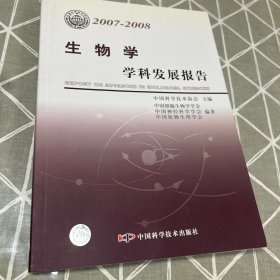 2007-2008
生物学
学科发展报告
REPORT ON ADVANCES IN BIOLOGICAL SCIENCES
中国科学技术协会 主编
中国细胞生物学学会
中国神经科学学会 编著
中国植物生理学会
中国科学技术出版社